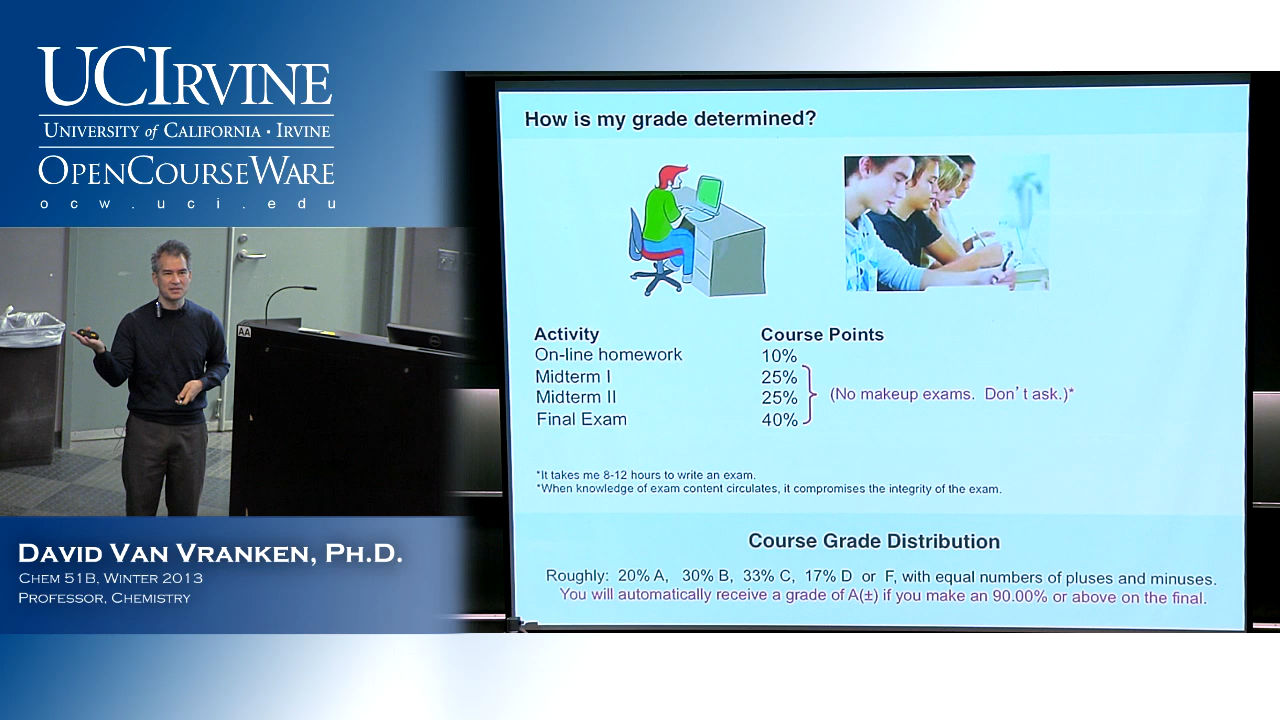 UCIRVINE
UNIVERSITY of CALIFORNIA · IRVINE
OPENCOURSEWARE
ocw.uci.edu
AA
DAVID VAN VRANKEN, PH.D.
CHEM 51B, WINTER 2013
PROFESSOR, CHEMISTRY
How is my grade determined?
Activity Course Points
On-line homework 10%
Midterm I 25%
Midterm II 25% (No makeup exams. Don't ask.)*
Final Exam 40%
*It takes me 8-12 hours to write an exam.
*When knowledge of exam content circulates, it compromises the integrity of the exam.
Course Grade Distribution
Roughly: 20% A, 30% B, 33% C, 17% D or F, with equal numbers of pluses and minuses.
You will automatically receive a grade of A(±) if you make an 90.00% or above on the final.